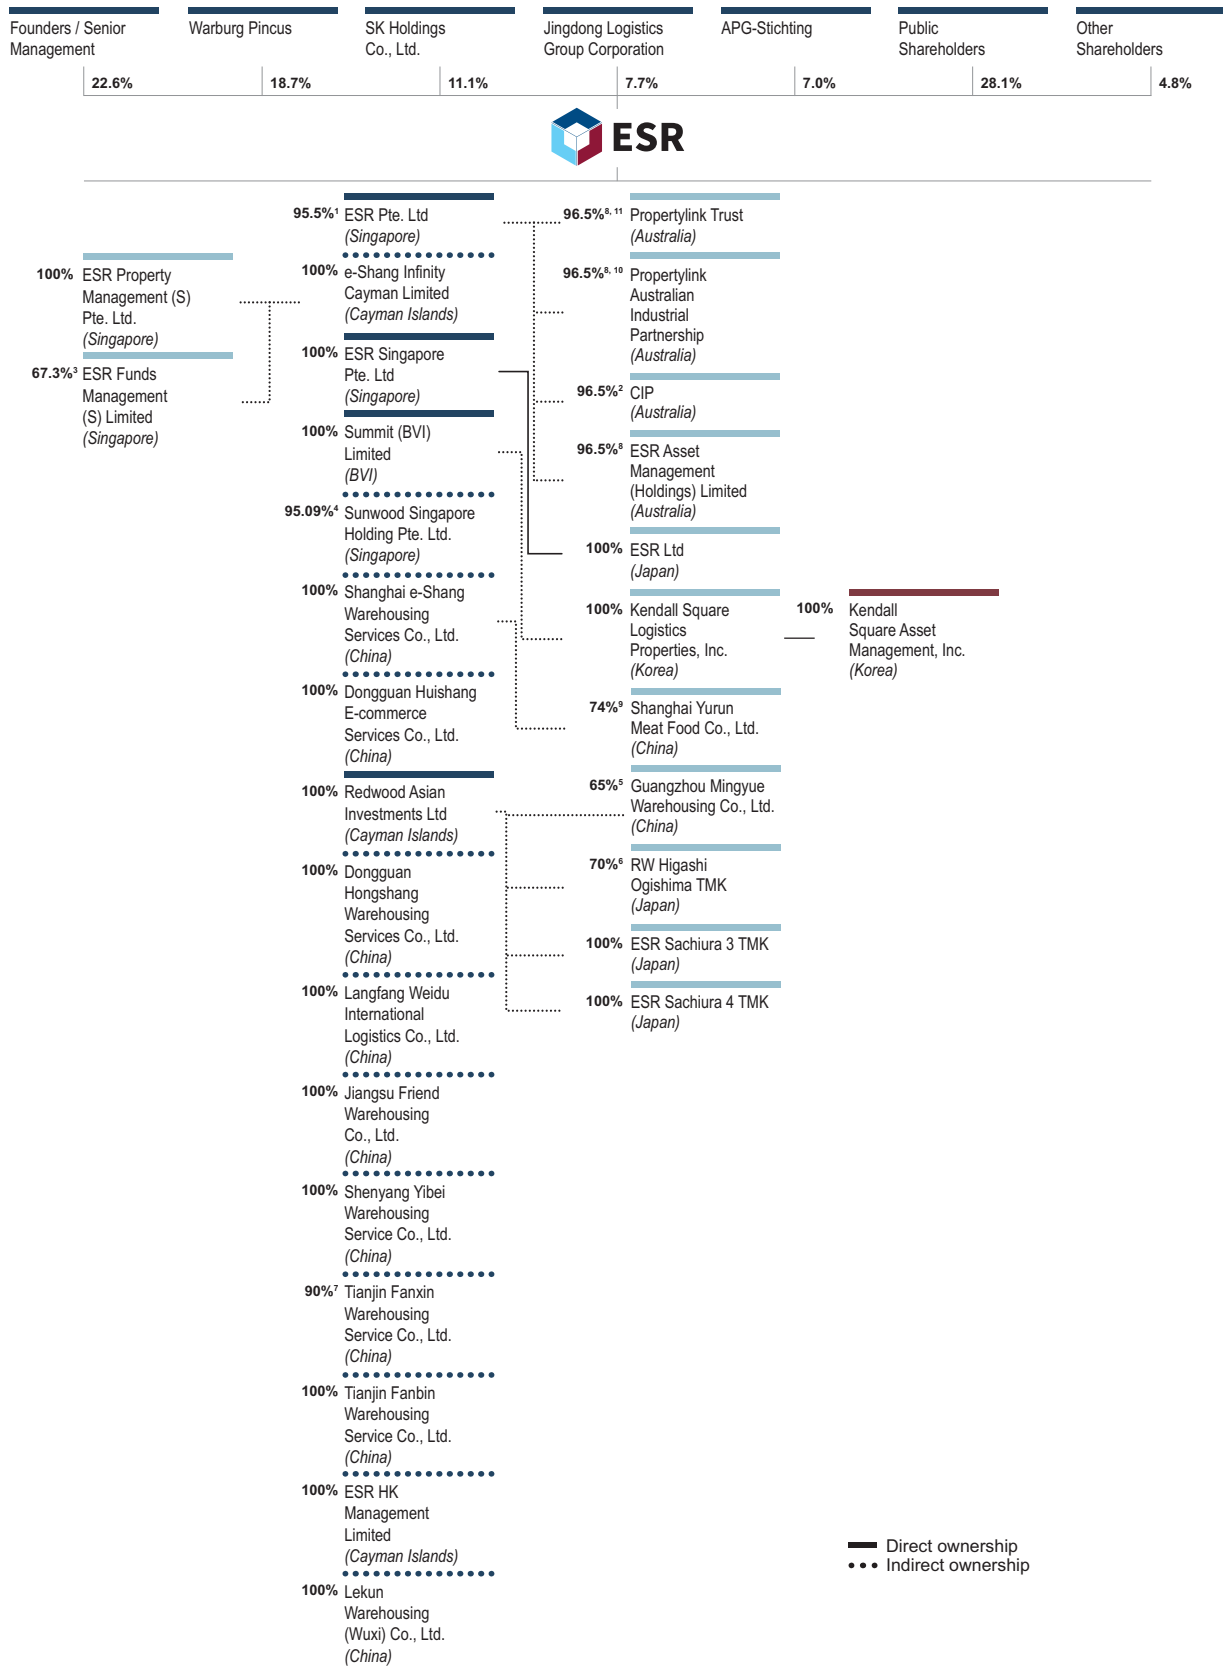 Founders / Senior
Management
Warburg Pincus
SK Holdings
Co., Ltd.
Jingdong Logistics
Group Corporation
APG-Stichting
Public
Shareholders
Other
Shareholders
22.6%
18.7%
11.1%
7.7%
7.0%
28.1%
4.8%
ESR
100% ESR Property
Management (S)
Pte. Ltd.
(Singapore)
67.3%3 ESR Funds
Management
(S) Limited
(Singapore)
95.5%1 ESR Pte. Ltd
(Singapore)
100% e-Shang Infinity
Cayman Limited
(Cayman Islands)
100% ESR Singapore
Pte. Ltd
(Singapore)
100% Summit (BVI)
Limited
(BVI)
95.09%4 Sunwood Singapore
Holding Pte. Ltd.
(Singapore)
100% Shanghai e-Shang
Warehousing
Services Co., Ltd.
(China)
100% Dongguan Huishang
E-commerce
Services Co., Ltd.
(China)
100% Redwood Asian
Investments Ltd
(Cayman Islands)
100% Dongguan
Hongshang
Warehousing
Services Co., Ltd.
(China)
100% Langfang Weidu
International
Logistics Co., Ltd.
(China)
100% Jiangsu Friend
Warehousing
Co., Ltd.
(China)
100% Shenyang Yibei
Warehousing
Service Co., Ltd.
(China)
90%7 Tianjin Fanxin
Warehousing
Service Co., Ltd.
(China)
100% Tianjin Fanbin
Warehousing
Service Co., Ltd.
(China)
100% ESR HK
Management
Limited
(Cayman Islands)
100% Lekun
Warehousing
(Wuxi) Co., Ltd.
(China)
96.5%8, 11 Propertylink Trust
(Australia)
96.5%8, 10 Propertylink
Australian
Industrial
Partnership
(Australia)
96.5%2 CIP
(Australia)
96.5%8 ESR Asset
Management
(Holdings) Limited
(Australia)
100% ESR Ltd
(Japan)
100% Kendall Square
Logistics
Properties, Inc.
(Korea)
74%9 Shanghai Yurun
Meat Food Co., Ltd.
(China)
65%5 Guangzhou Mingyue
Warehousing Co., Ltd.
(China)
70%6 RW Higashi
Ogishima TMK
(Japan)
100% ESR Sachiura 3 TMK
(Japan)
100% ESR Sachiura 4 TMK
(Japan)
100% Kendall
Square Asset
Management, Inc.
(Korea)
Direct ownership
Indirect ownership